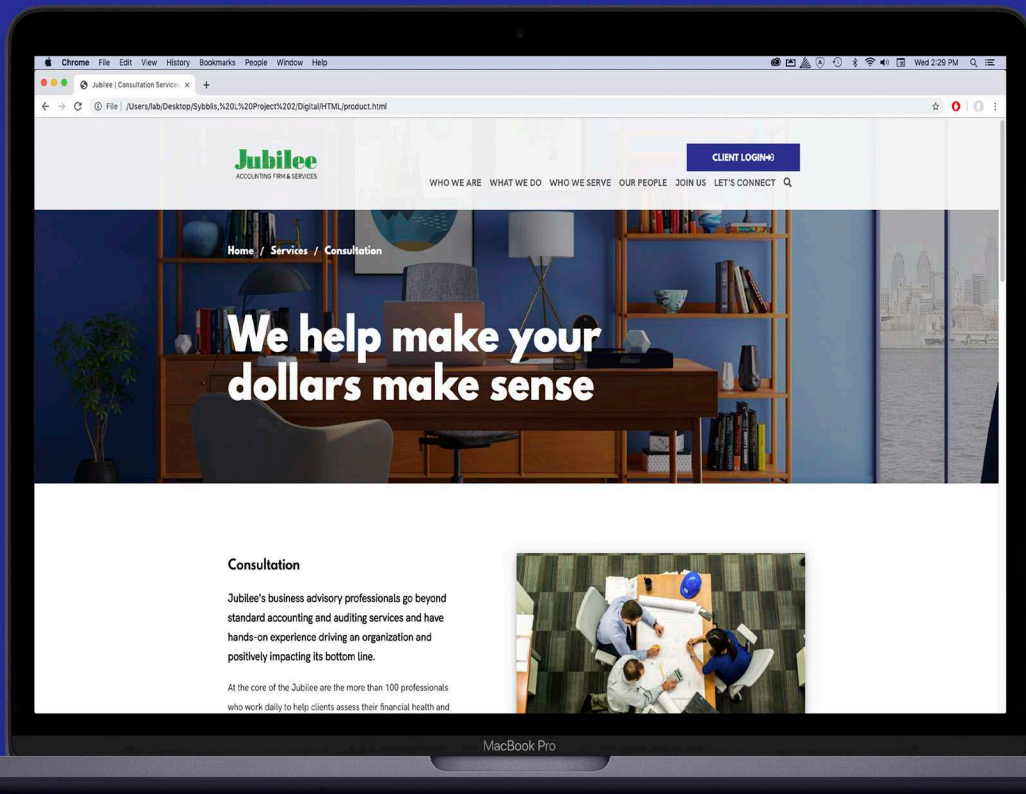 Chrome File Edit View History Bookmarks People Window Help
Wed 2:29 PM
Jubilee | Consultation Services
File /Users/lab/Desktop/Sybblis,%20L%20Project%202/Digital/HTML/product.html
Jubilee
ACCOUNTING FIRM & SERVICES
CLIENT LOGIN
WHO WE ARE WHAT WE DO WHO WE SERVE OUR PEOPLE JOIN US LET'S CONNECT
Home / Services / Consultation
We help make your
dollars make sense
Consultation
Jubilee's business advisory professionals go beyond
standard accounting and auditing services and have
hands-on experience driving an organization and
positively impacting its bottom line.
At the core of the Jubilee are the more than 100 professionals
who work daily to help clients assess their financial health and
MacBook Pro